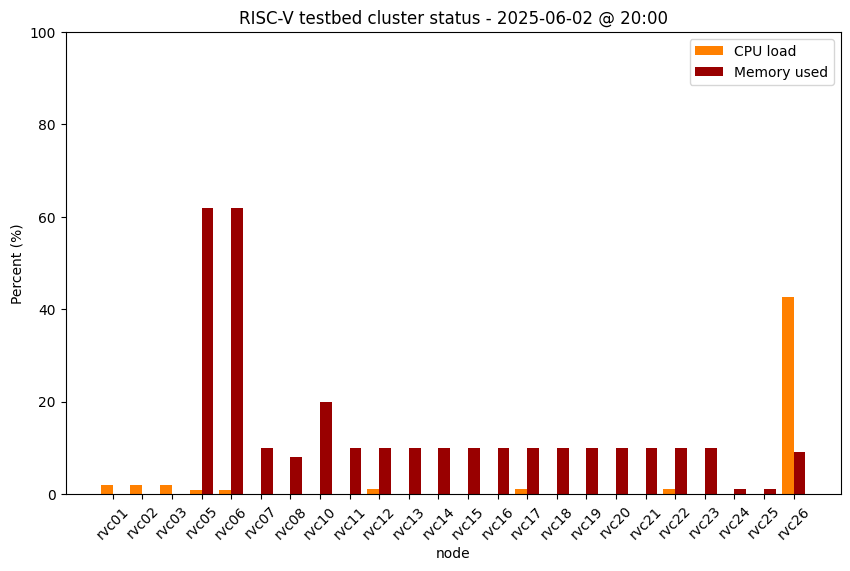 RISC-V testbed cluster status - 2025-06-02 @ 20:00
CPU load
Memory used
Percent (%)
100
80
60
40
20
0
rvc01 rvc02 rvc03 rvc05 rvc06 rvc07 rvc08 rvc10 rvc11 rvc12 rvc13 rvc14 rvc15 rvc16 rvc17 rvc18 rvc19 rvc20 rvc21 rvc22 rvc23 rvc24 rvc25 rvc26
node